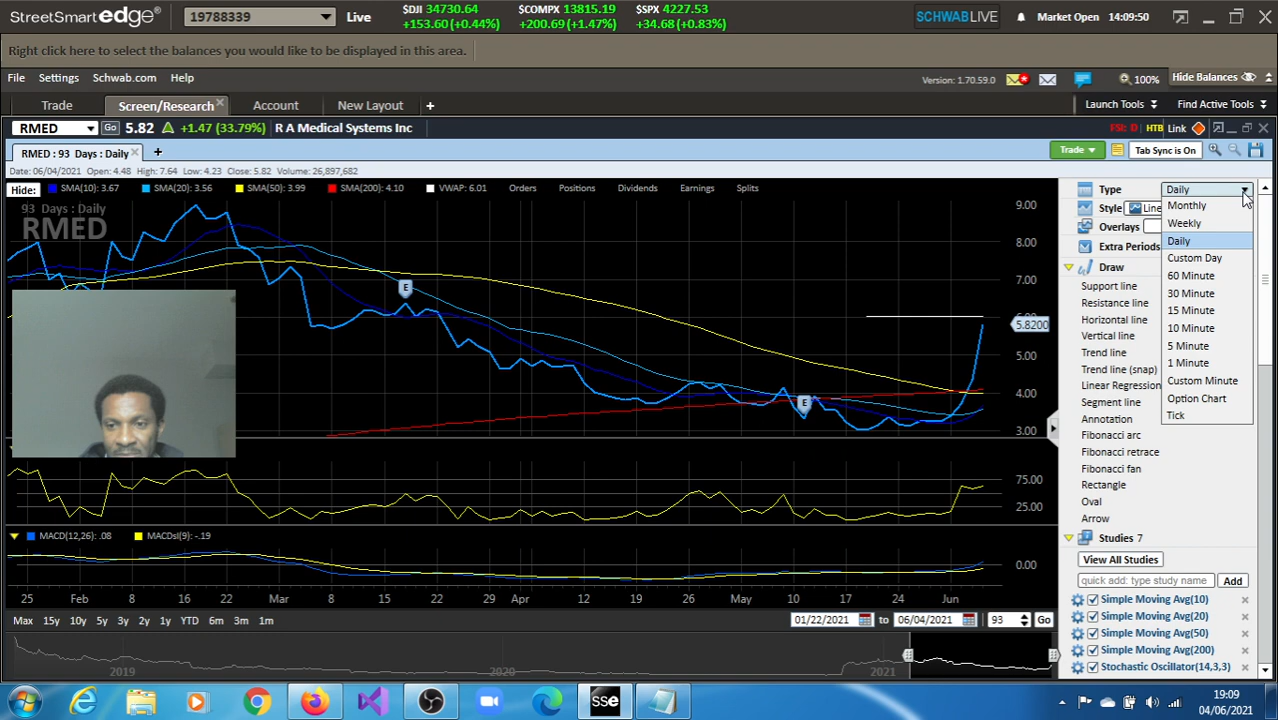 StreetSmart edge
19788339
Live
$DJI 34730.64
+153.60 (+0.44%)
$COMPX 13815.19
+200.69 (+1.47%)
$SPX 4227.53
+34.68 (+0.83%)
SCHWABLIVE
Market Open
14:09:50
Right click here to select the balances you would like to be displayed in this area.
File Settings Schwab.com Help
Version: 1.70.59.0
100%
Hide Balances
Trade Screen/Research Account New Layout +
Launch Tools Find Active Tools
RMED Go 5.82 +1.47 (33.79%) R A Medical Systems Inc
FSI: D HTB Link
RMED : 93 Days : Daily +
Trade Tab Sync is On
Date: 06/04/2021 Open: 4.48 High: 7.64 Low: 4.23 Close: 5.82 Volume: 26,897,682
Hide: SMA(10): 3.67 SMA(20): 3.56 SMA(50): 3.99 SMA(200): 4.10 VWAP: 6.01 Orders Positions Dividends Earnings Splits
93 Days : Daily
RMED
9.00
8.00
7.00
5.8200
5.00
4.00
3.00
E
E
75.00
25.00
MACD(12,26): .08 MACDsl(9): -.19
0.00
25 Feb 8 16 22 Mar 8 15 22 29 Apr 12 19 26 May 10 17 24 Jun
Max 15y 10y 5y 3y 2y 1y YTD 6m 3m 1m
01/22/2021 to 06/04/2021 93 Go
2019 2020 2021
Type Daily
Monthly
Weekly
Daily
Custom Day
60 Minute
30 Minute
15 Minute
10 Minute
5 Minute
1 Minute
Custom Minute
Option Chart
Tick
Style Line
Overlays
Extra Periods
Draw
Support line
Resistance line
Horizontal line
Vertical line
Trend line
Trend line (snap)
Linear Regression
Segment line
Annotation
Fibonacci arc
Fibonacci retrace
Fibonacci fan
Rectangle
Oval
Arrow
Studies 7
View All Studies
quick add: type study name Add
Simple Moving Avg(10)
Simple Moving Avg(20)
Simple Moving Avg(50)
Simple Moving Avg(200)
Stochastic Oscillator(14,3,3)
sse
19:09
04/06/2021